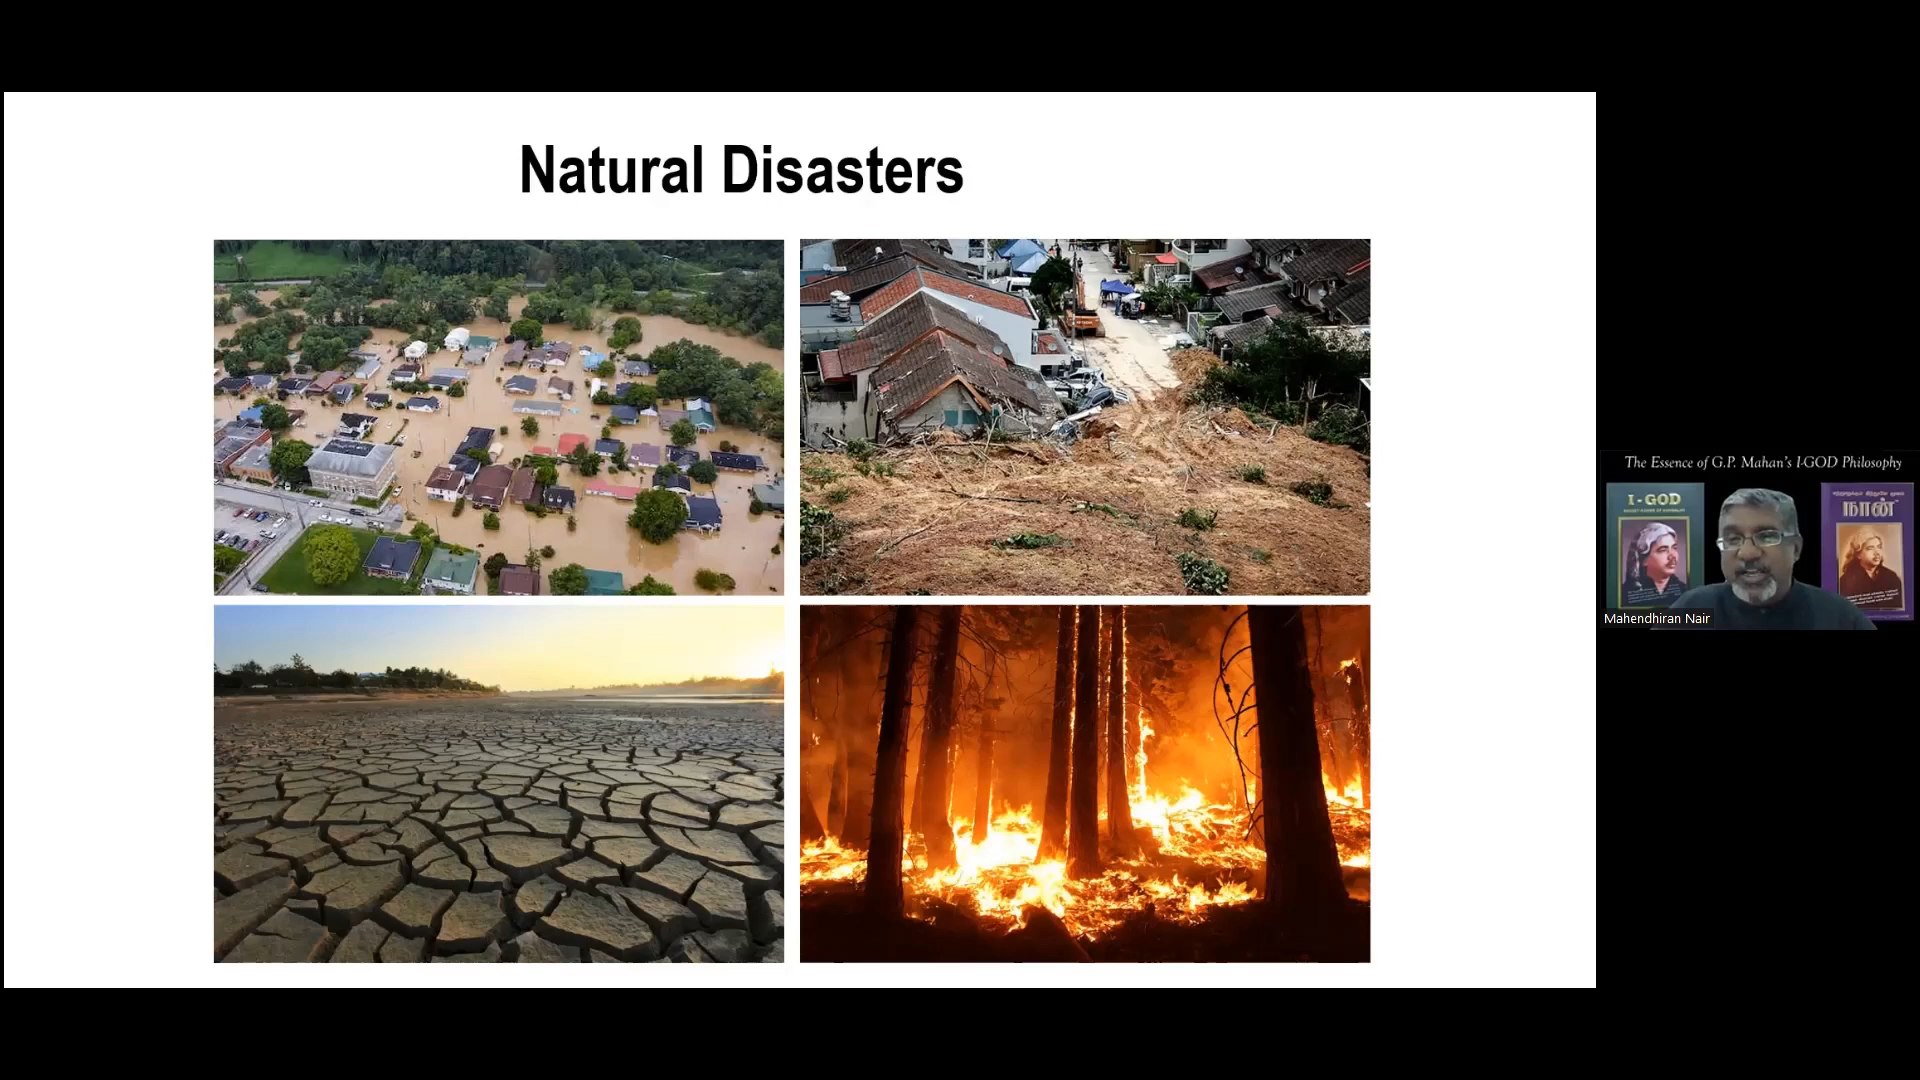 Natural Disasters
The Essence of G.P. Mahan's I-GOD Philosophy
I - GOD
நான்
Mahendhiran Nair